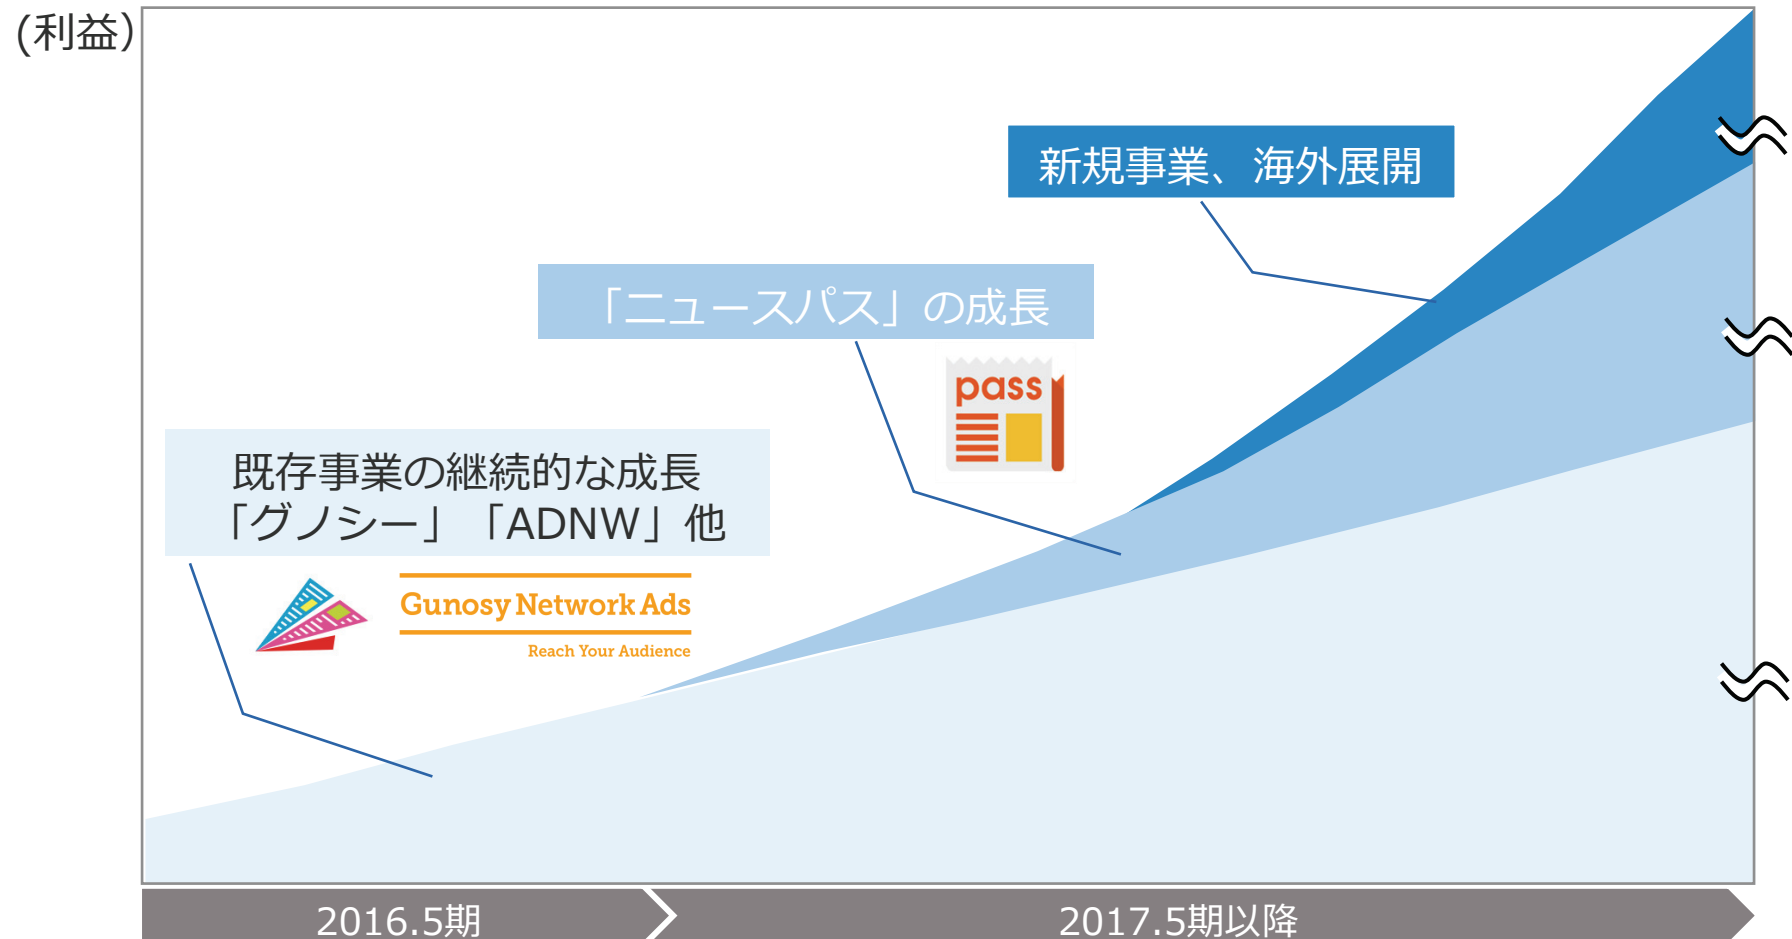 (利益）
新規事業、海外展開
「ニュースパス」の成長
pass
既存事業の継続的な成長
「グノシー」「ADNW」他
Gunosy Network Ads
Reach Your Audience
2016.5期
2017.5期以降